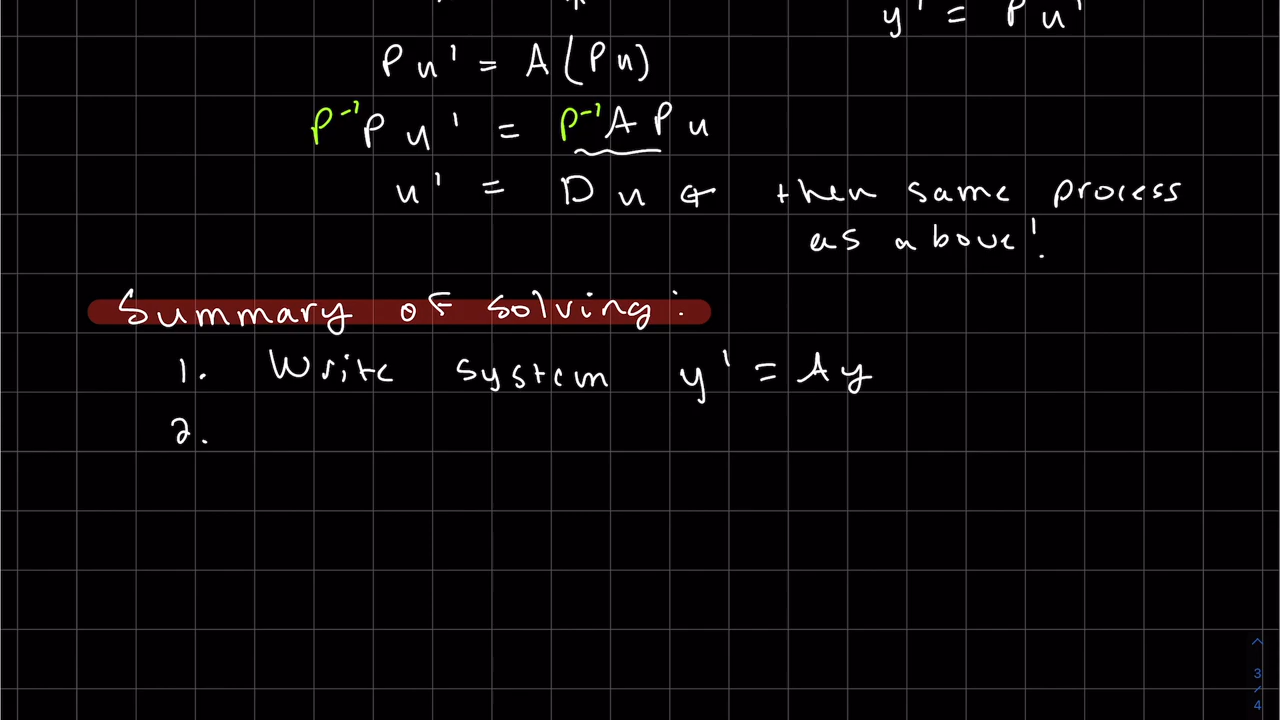 y' = Pu'
Pu' = A(Pu)
P⁻¹Pu' = P⁻¹APu
u' = Du ← then same process
as above!
Summary of solving:
1. Write system y' = Ay
2.
3
/
4